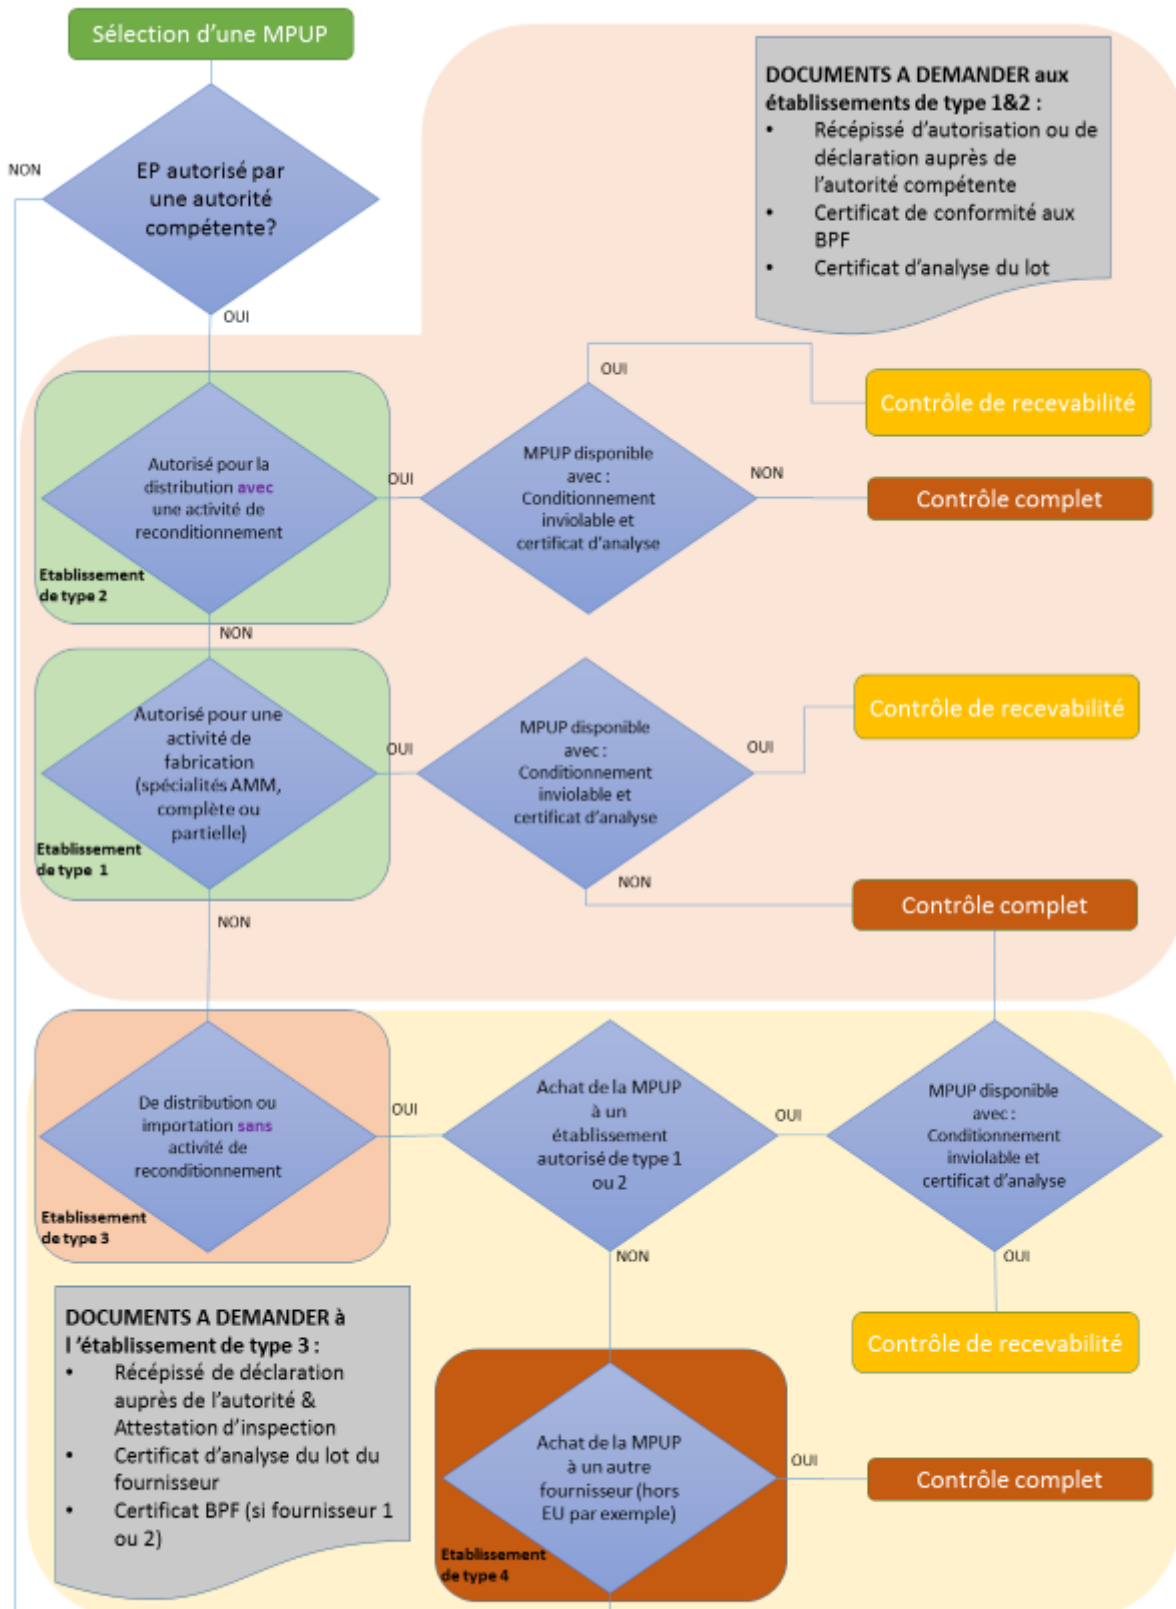 Sélection d'une MPUP
DOCUMENTS A DEMANDER aux
établissements de type 1&2 :
• Récépissé d'autorisation ou de
déclaration auprès de
l'autorité compétente
• Certificat de conformité aux
BPF
• Certificat d'analyse du lot
NON
EP autorisé par
une autorité
compétente?
OUI
Autorisé pour la
distribution avec
une activité de
reconditionnement
Etablissement
de type 2
OUI
MPUP disponible
avec :
Conditionnement
inviolable et
certificat d'analyse
OUI
Contrôle de recevabilité
NON
Contrôle complet
NON
Autorisé pour une
activité de
fabrication
(spécialités AMM,
complète ou
partielle)
Etablissement
de type 1
OUI
MPUP disponible
avec :
Conditionnement
inviolable et
certificat d'analyse
OUI
Contrôle de recevabilité
NON
Contrôle complet
NON
De distribution ou
importation sans
activité de
reconditionnement
Etablissement
de type 3
OUI
Achat de la MPUP
à un
établissement
autorisé de type 1
ou 2
OUI
MPUP disponible
avec :
Conditionnement
inviolable et
certificat d'analyse
NON
OUI
Contrôle de recevabilité
DOCUMENTS A DEMANDER à
l 'établissement de type 3 :
• Récépissé de déclaration
auprès de l'autorité &
Attestation d'inspection
• Certificat d'analyse du lot du
fournisseur
• Certificat BPF (si fournisseur 1
ou 2)
Achat de la MPUP
à un autre
fournisseur (hors
EU par exemple)
Etablissement
de type 4
OUI
Contrôle complet